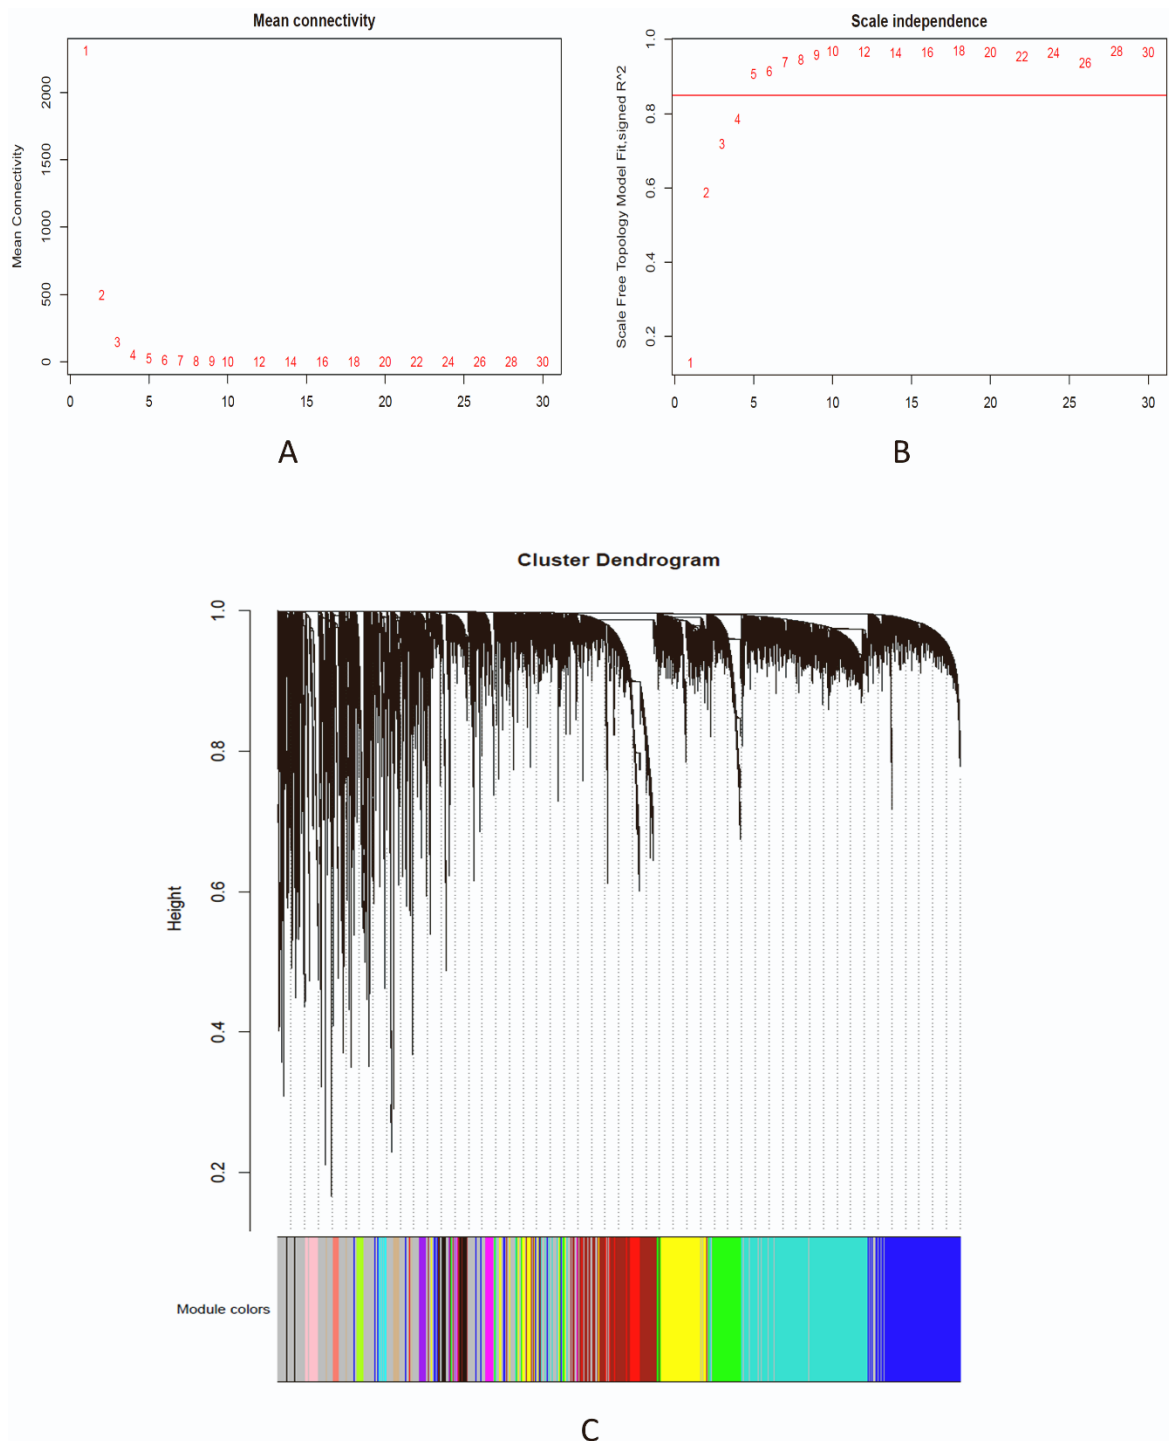 Mean connectivity
Mean Connectivity
2000
1500
1000
500
0
1
2
3
4 5 6 7 8 9 10 12 14 16 18 20 22 24 26 28 30
0 5 10 15 20 25 30
A
Scale independence
Scale Free Topology Model Fit,signed R^2
1.0
0.8
0.6
0.4
0.2
1
2
3
4
5 6 7 8 9 10 12 14 16 18 20 22 24 26 28 30
0 5 10 15 20 25 30
B
Cluster Dendrogram
Height
1.0
0.8
0.6
0.4
0.2
Module colors
C